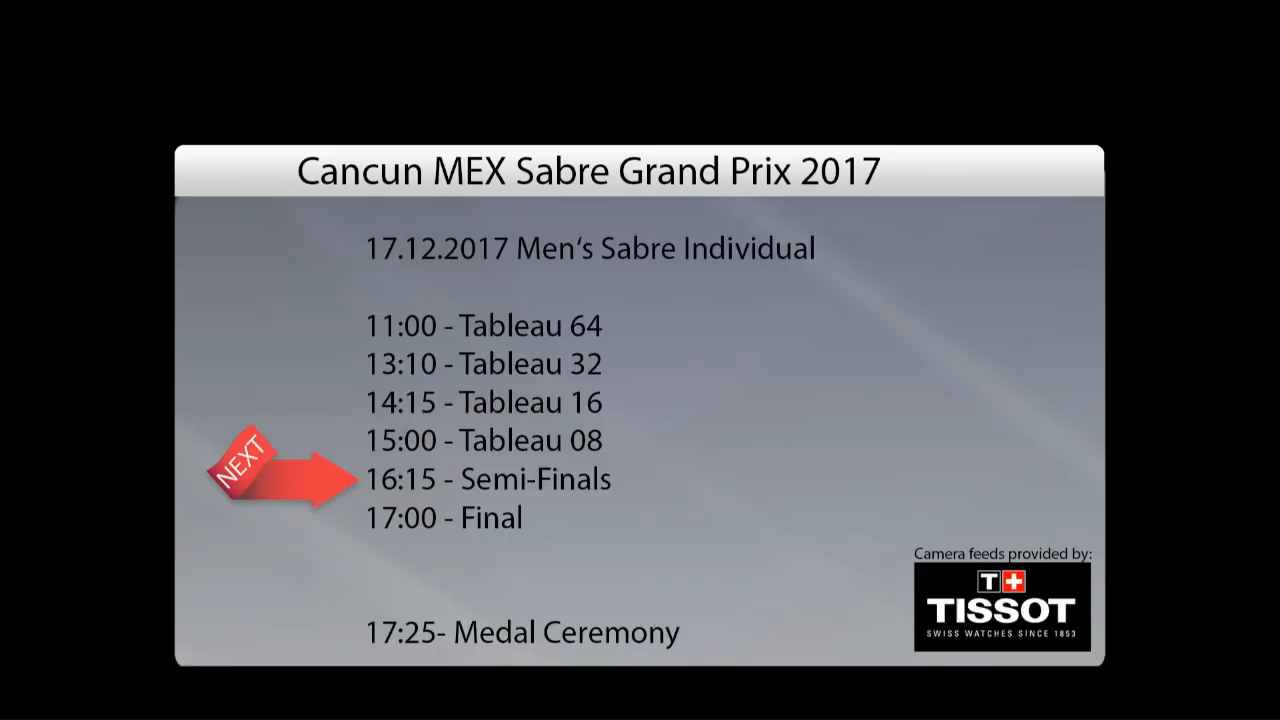 Cancun MEX Sabre Grand Prix 2017
17.12.2017 Men‘s Sabre Individual
11:00 - Tableau 64
13:10 - Tableau 32
14:15 - Tableau 16
15:00 - Tableau 08
NEXT
16:15 - Semi-Finals
17:00 - Final
17:25- Medal Ceremony
Camera feeds provided by:
T+
TISSOT
SWISS WATCHES SINCE 1853